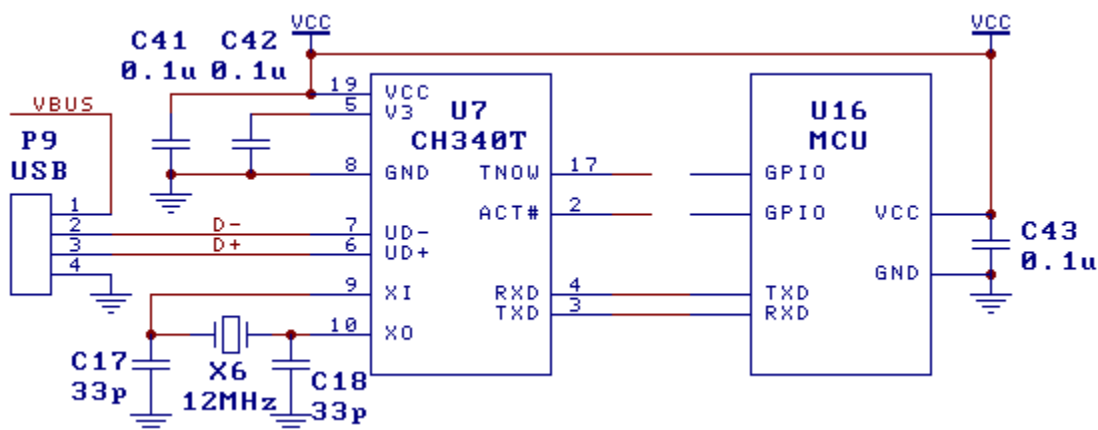 VCC
VCC
C41
C42
0.1u
0.1u
VBUS
P9
USB
1
2
3
4
D-
D+
19
5
8
7
6
9
10
VCC
V3
GND
UD-
UD+
XI
XO
U7
CH340T
TNOW
ACT#
RXD
TXD
17
2
4
3
U16
MCU
GPIO
GPIO
TXD
RXD
VCC
GND
C43
0.1u
C17
33p
X6
12MHz
C18
33p